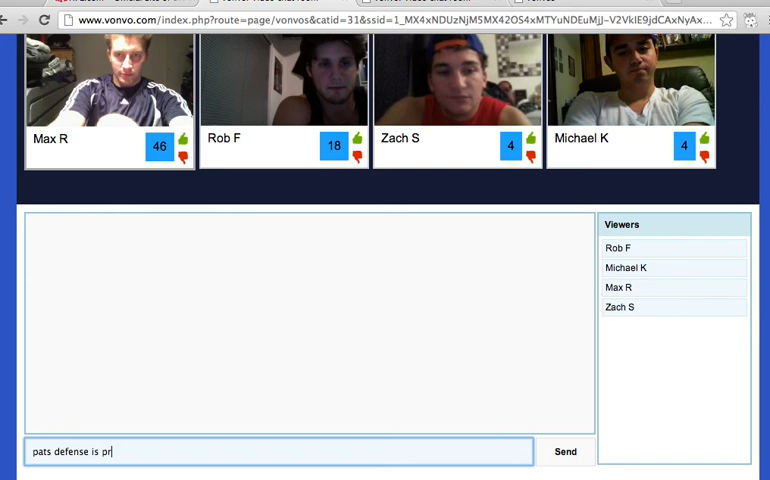 www.vonvo.com/index.php?route=page/vonvos&catid=31&ssid=1_MX4xNDUzNjM5MX42OS4xMTYuNDEuMjJ-V2VkIE9jdCAxNyAx...
Max R
46
Rob F
18
Zach S
4
Michael K
4
Viewers
Rob F
Michael K
Max R
Zach S
pats defense is pr
Send